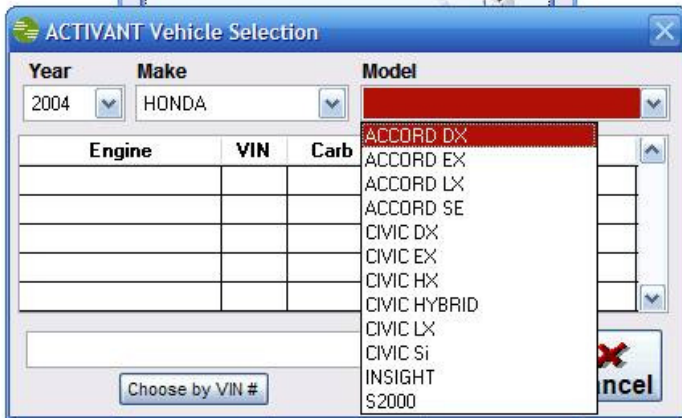 ACTIVANT Vehicle Selection
Year Make Model
2004 HONDA
Engine VIN Carb
ACCORD DX
ACCORD EX
ACCORD LX
ACCORD SE
CIVIC DX
CIVIC EX
CIVIC HX
CIVIC HYBRID
CIVIC LX
CIVIC Si
INSIGHT
S2000
Choose by VIN #
ncel